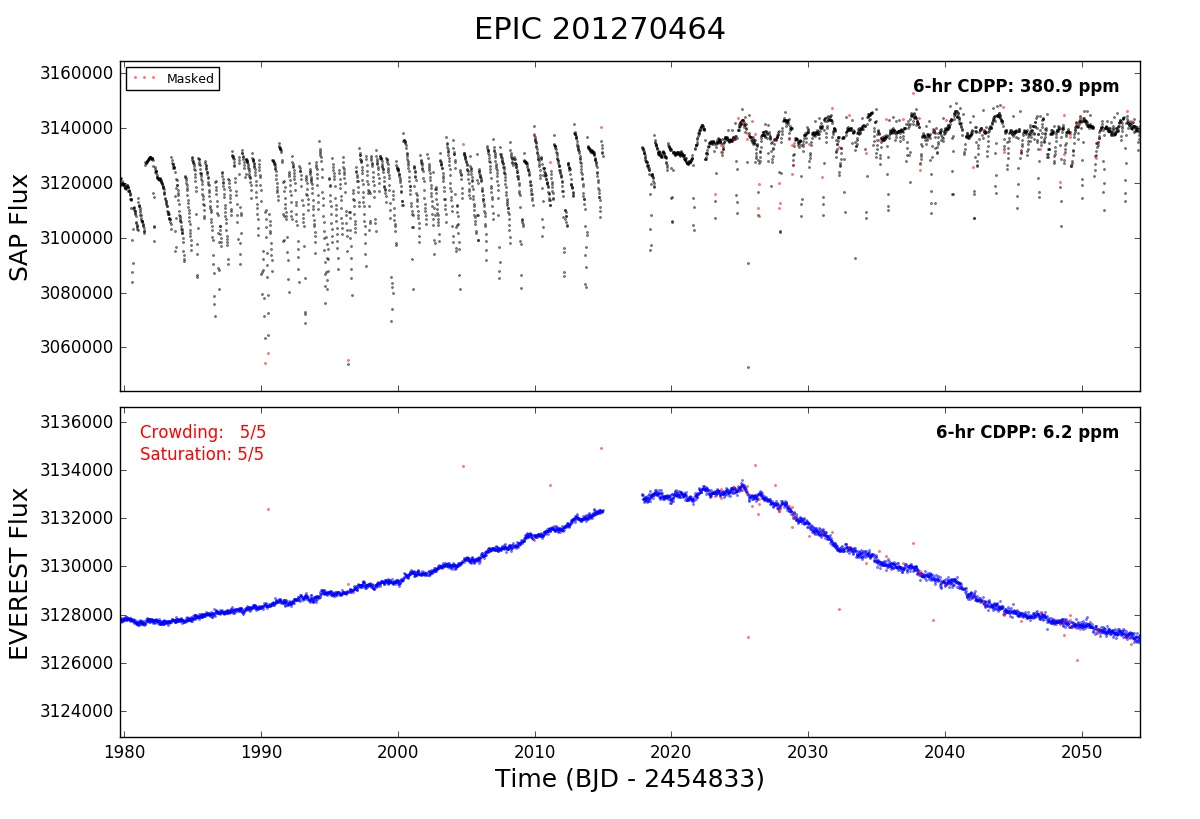 EPIC 201270464
SAP Flux
3160000
3140000
3120000
3100000
3080000
3060000
Masked
6-hr CDPP: 380.9 ppm
EVEREST Flux
3136000
3134000
3132000
3130000
3128000
3126000
3124000
Crowding: 5/5
Saturation: 5/5
6-hr CDPP: 6.2 ppm
1980 1990 2000 2010 2020 2030 2040 2050
Time (BJD - 2454833)